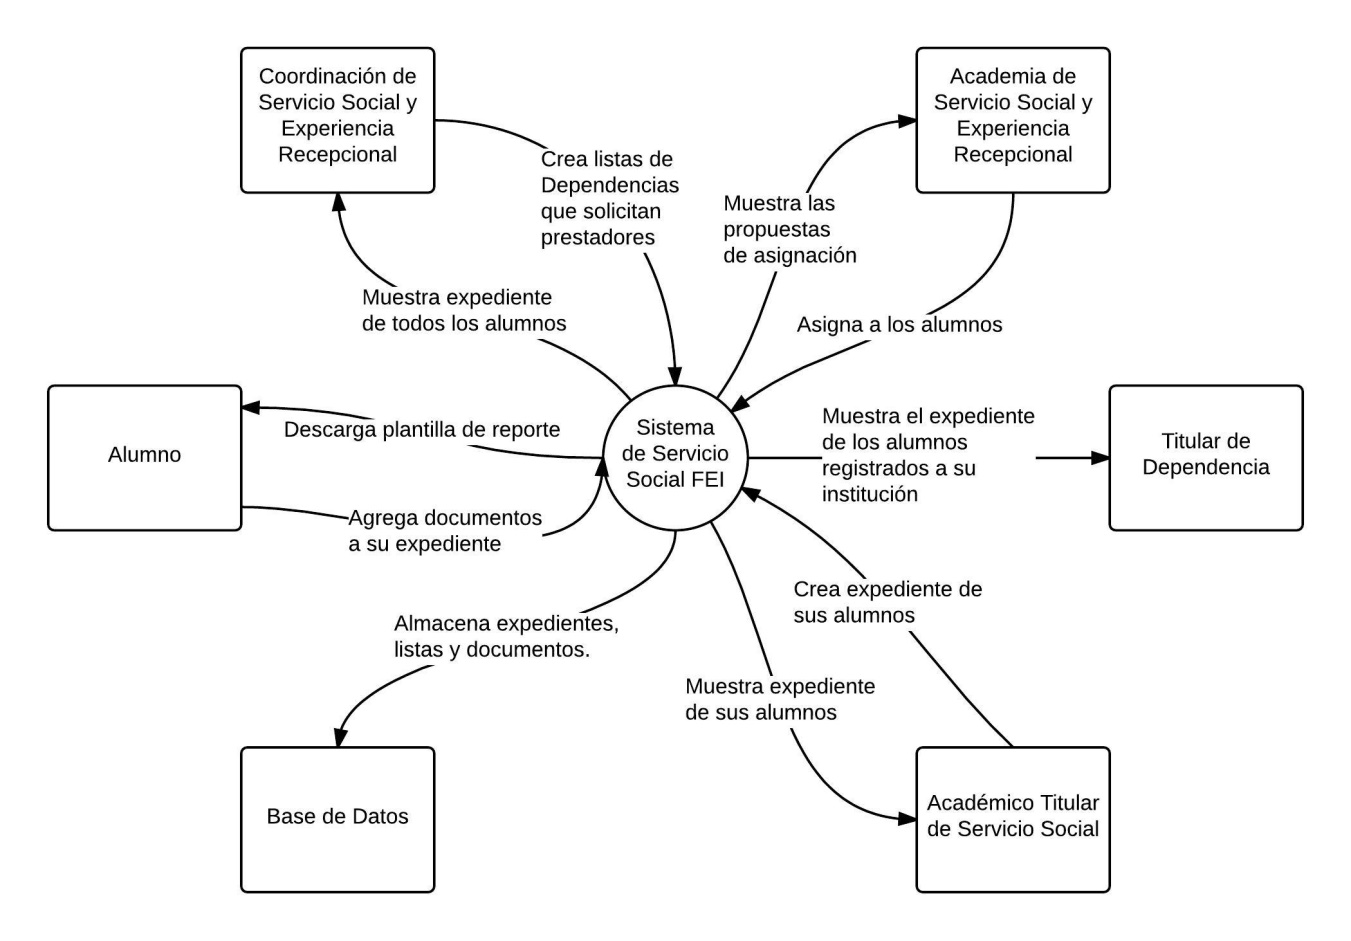 Coordinación de
Servicio Social y
Experiencia
Recepcional
Academia de
Servicio Social y
Experiencia
Recepcional
Crea listas de
Dependencias
que solicitan
prestadores
Muestra las
propuestas
de asignación
Muestra expediente
de todos los alumnos
Asigna a los alumnos
Alumno
Descarga plantilla de reporte
Sistema
de Servicio
Social FEI
Muestra el expediente
de los alumnos
registrados a su
institución
Titular de
Dependencia
Agrega documentos
a su expediente
Almacena expedientes,
listas y documentos.
Crea expediente de
sus alumnos
Muestra expediente
de sus alumnos
Base de Datos
Académico Titular
de Servicio Social